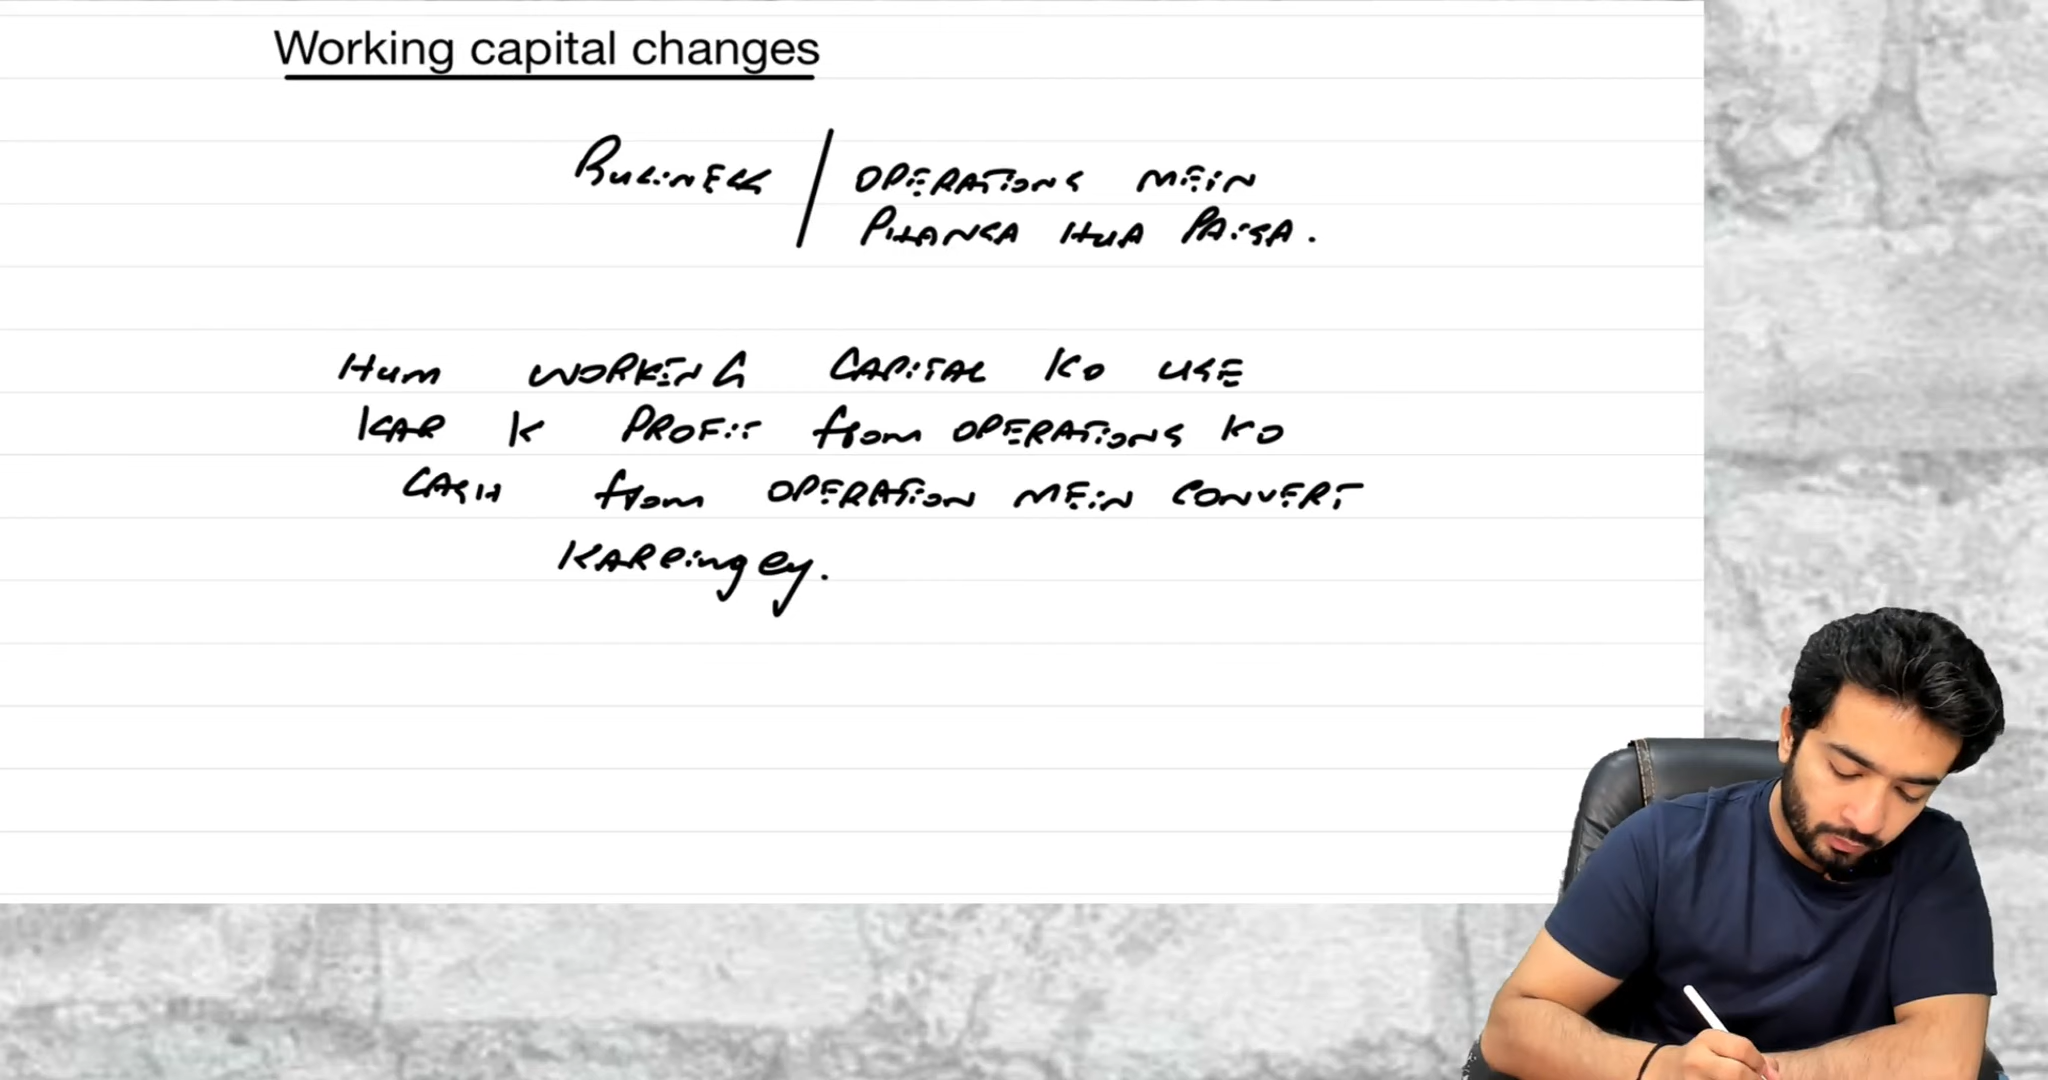 Working capital changes
Business / OPERATIONS MEIN
PHANSA HUA PAISA.
HUM WORKING CAPITAL KO USE
KAR K PROFIT from OPERATIONS KO
CASH from OPERATION MEIN CONVERT
KAReingey.